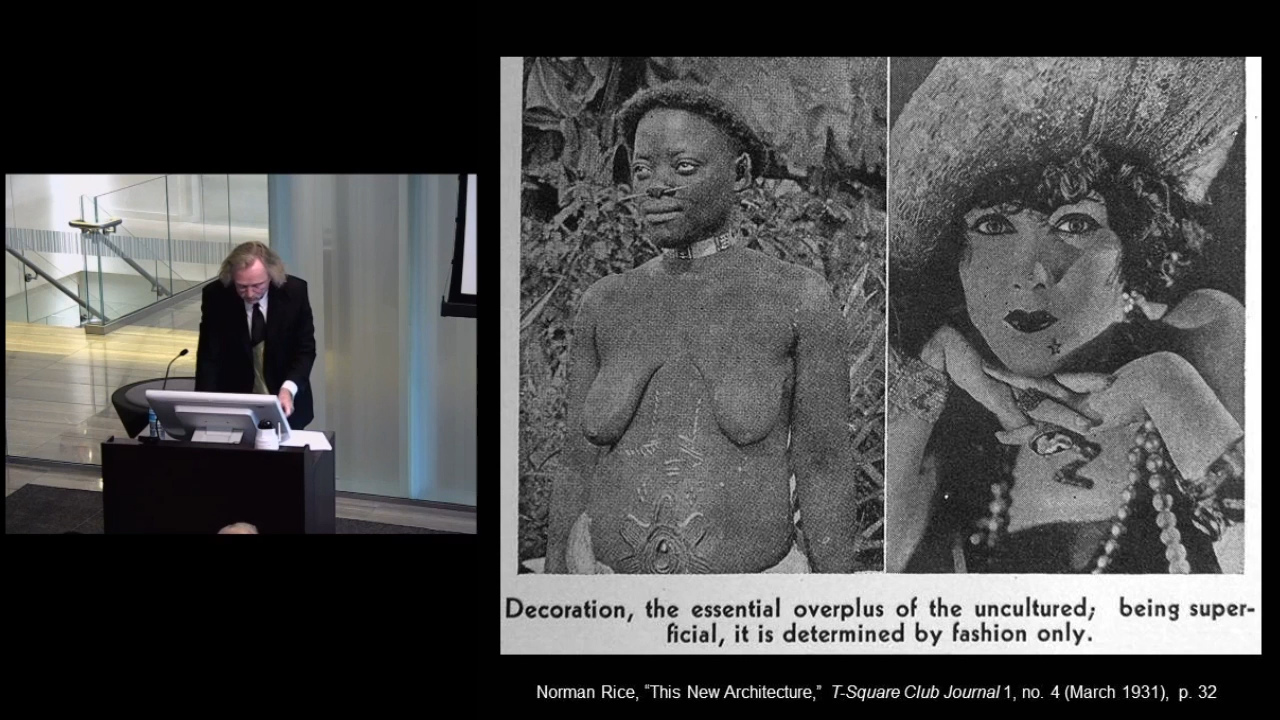 Decoration, the essential overplus of the uncultured; being super-
ficial, it is determined by fashion only.
Norman Rice, “This New Architecture,” T-Square Club Journal 1, no. 4 (March 1931), p. 32